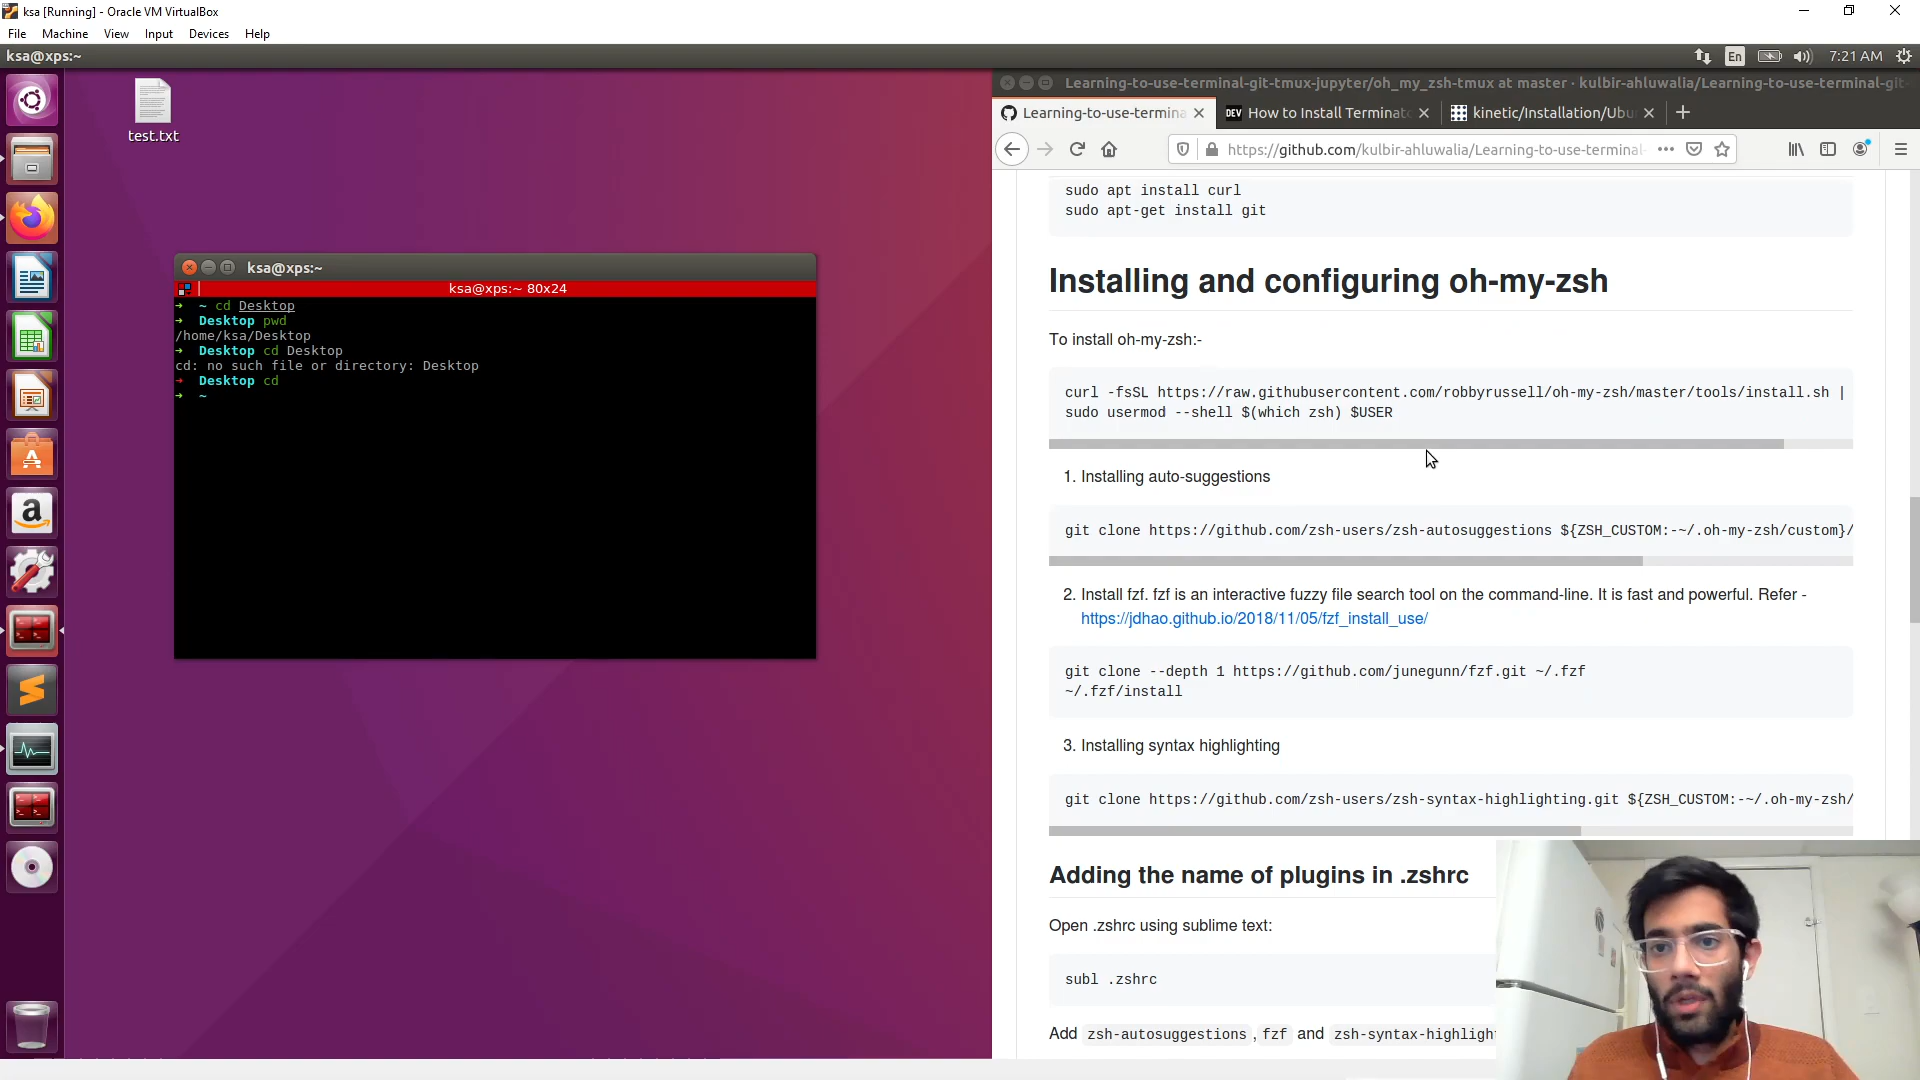 ksa [Running] - Oracle VM VirtualBox
File Machine View Input Devices Help
ksa@xps:~
En
7:21 AM
test.txt
ksa@xps:~
ksa@xps:~ 80x24
➜ ~ cd Desktop
➜ Desktop pwd
/home/ksa/Desktop
➜ Desktop cd Desktop
cd: no such file or directory: Desktop
➜ Desktop cd
➜ ~
Learning-to-use-terminal-git-tmux-jupyter/oh_my_zsh-tmux at master · kulbir-ahluwalia/Learning-to-use-terminal-git-
Learning-to-use-termina
DEV How to Install Terminato
kinetic/Installation/Ubu
https://github.com/kulbir-ahluwalia/Learning-to-use-terminal-
sudo apt install curl
sudo apt-get install git
Installing and configuring oh-my-zsh
To install oh-my-zsh:-
curl -fsSL https://raw.githubusercontent.com/robbyrussell/oh-my-zsh/master/tools/install.sh |
sudo usermod --shell $(which zsh) $USER
1. Installing auto-suggestions
git clone https://github.com/zsh-users/zsh-autosuggestions ${ZSH_CUSTOM:-~/.oh-my-zsh/custom}/
2. Install fzf. fzf is an interactive fuzzy file search tool on the command-line. It is fast and powerful. Refer -
https://jdhao.github.io/2018/11/05/fzf_install_use/
git clone --depth 1 https://github.com/junegunn/fzf.git ~/.fzf
~/.fzf/install
3. Installing syntax highlighting
git clone https://github.com/zsh-users/zsh-syntax-highlighting.git ${ZSH_CUSTOM:-~/.oh-my-zsh/
Adding the name of plugins in .zshrc
Open .zshrc using sublime text:
subl .zshrc
Add zsh-autosuggestions , fzf and zsh-syntax-highligh